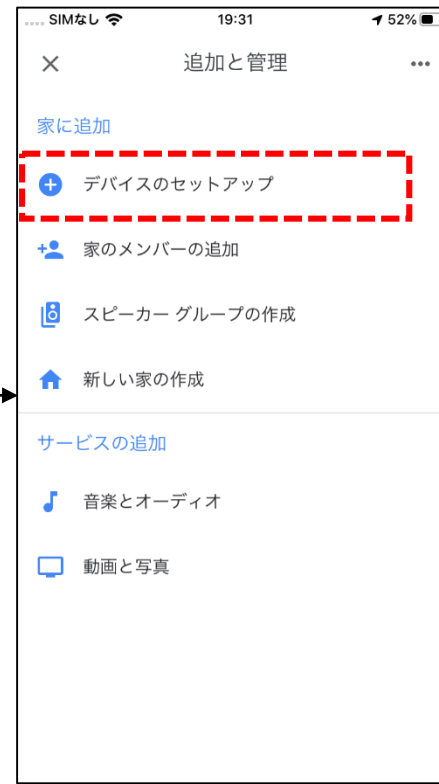 SIMなし 19:31 52%
追加と管理
家に追加
デバイスのセットアップ
家のメンバーの追加
スピーカー グループの作成
新しい家の作成
サービスの追加
音楽とオーディオ
動画と写真